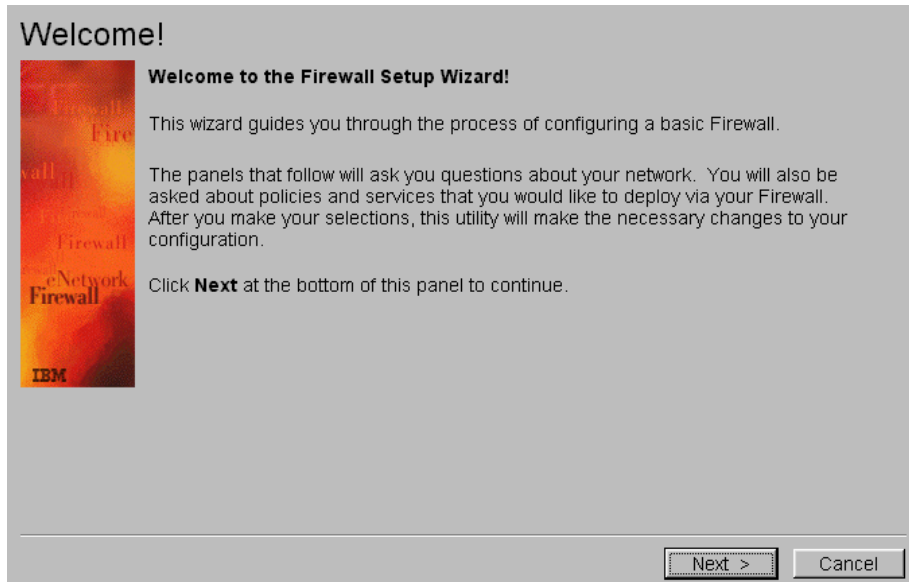 Welcome!
Welcome to the Firewall Setup Wizard!
This wizard guides you through the process of configuring a basic Firewall.
The panels that follow will ask you questions about your network.  You will also be
asked about policies and services that you would like to deploy via your Firewall.
After you make your selections, this utility will make the necessary changes to your
configuration.
Click Next at the bottom of this panel to continue.
Firewall
Fire
wall
Firewall
Firewall
eNetwork
Firewall
IBM
Next >
Cancel